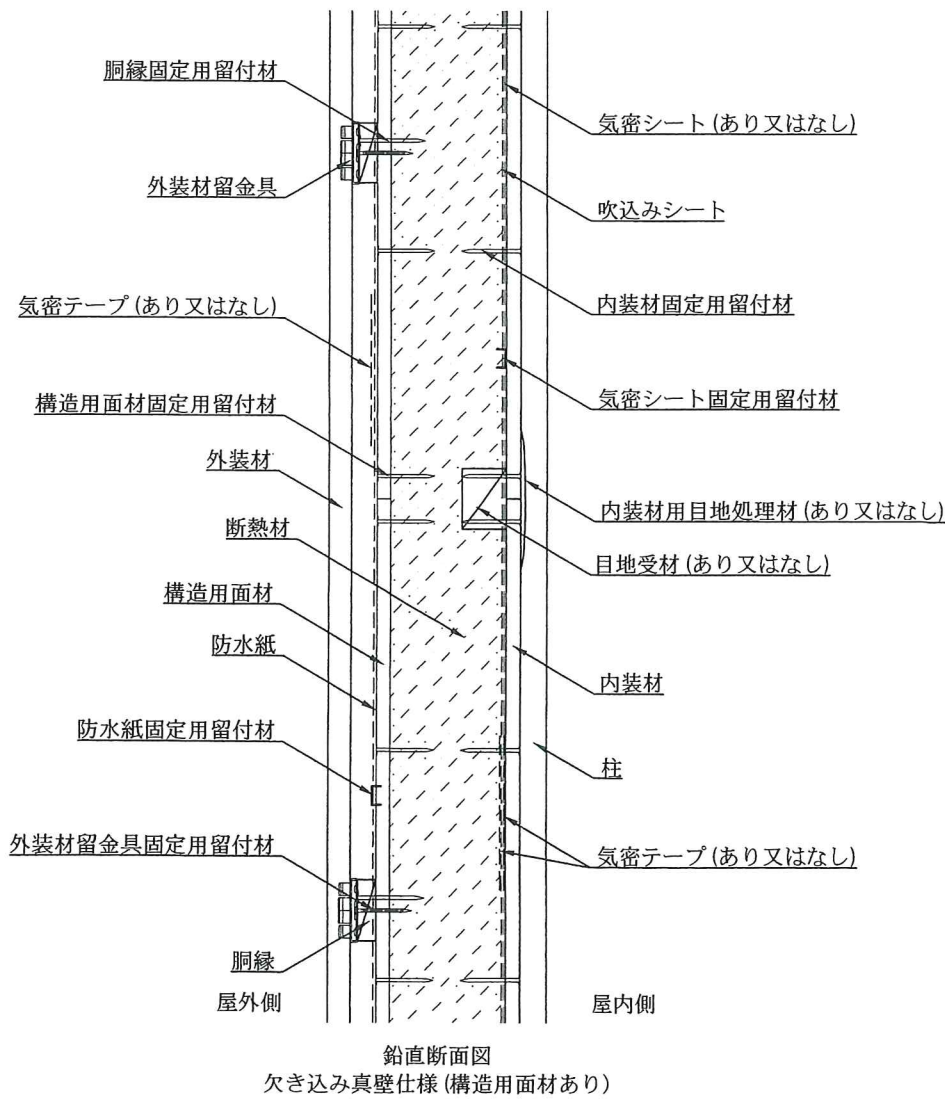 胴縁固定用留付材
外装材留金具
気密テープ (あり又はなし)
構造用面材固定用留付材
外装材
断熱材
構造用面材
防水紙
防水紙固定用留付材
外装材留金具固定用留付材
胴縁
屋外側
気密シート (あり又はなし)
吹込みシート
内装材固定用留付材
気密シート固定用留付材
内装材用目地処理材 (あり又はなし)
目地受材 (あり又はなし)
内装材
柱
気密テープ (あり又はなし)
屋内側
鉛直断面図
欠き込み真壁仕様 (構造用面材あり)